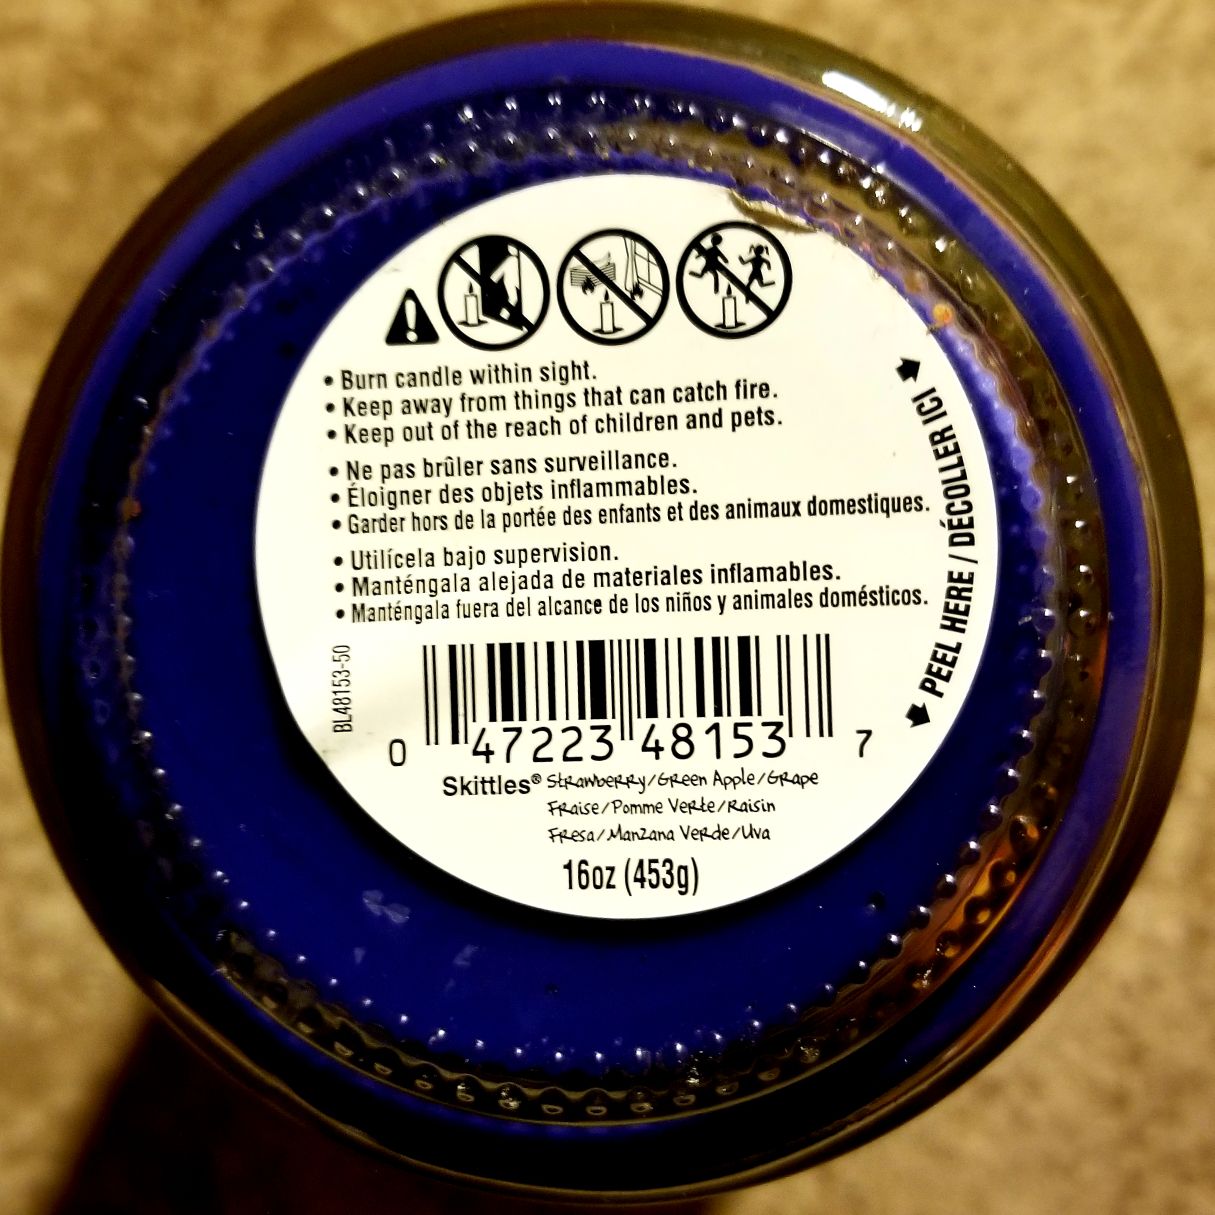 • Burn candle within sight.
• Keep away from things that can catch fire.
• Keep out of the reach of children and pets.
• Ne pas brûler sans surveillance.
• Éloigner des objets inflammables.
• Garder hors de la portée des enfants et des animaux domestiques.
• Utilícela bajo supervision.
• Manténgala alejada de materiales inflamables.
• Manténgala fuera del alcance de los niños y animales domésticos.
PEEL HERE / DÉCOLLER ICI
BL48153-50
0 47223 48153 7
Skittles® Strawberry/Green Apple/Grape
Fraise/Pomme Verte/Raisin
Fresa/Manzana Verde/Uva
16oz (453g)